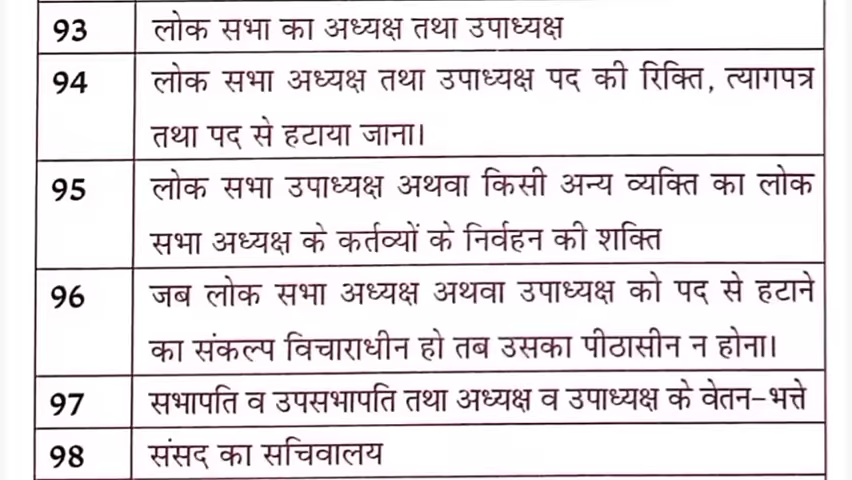 93 लोक सभा का अध्यक्ष तथा उपाध्यक्ष
94 लोक सभा अध्यक्ष तथा उपाध्यक्ष पद की रिक्ति, त्यागपत्र
तथा पद से हटाया जाना।
95 लोक सभा उपाध्यक्ष अथवा किसी अन्य व्यक्ति का लोक
सभा अध्यक्ष के कर्तव्यों के निर्वहन की शक्ति
96 जब लोक सभा अध्यक्ष अथवा उपाध्यक्ष को पद से हटाने
का संकल्प विचाराधीन हो तब उसका पीठासीन न होना।
97 सभापति व उपसभापति तथा अध्यक्ष व उपाध्यक्ष के वेतन-भत्ते
98 संसद का सचिवालय